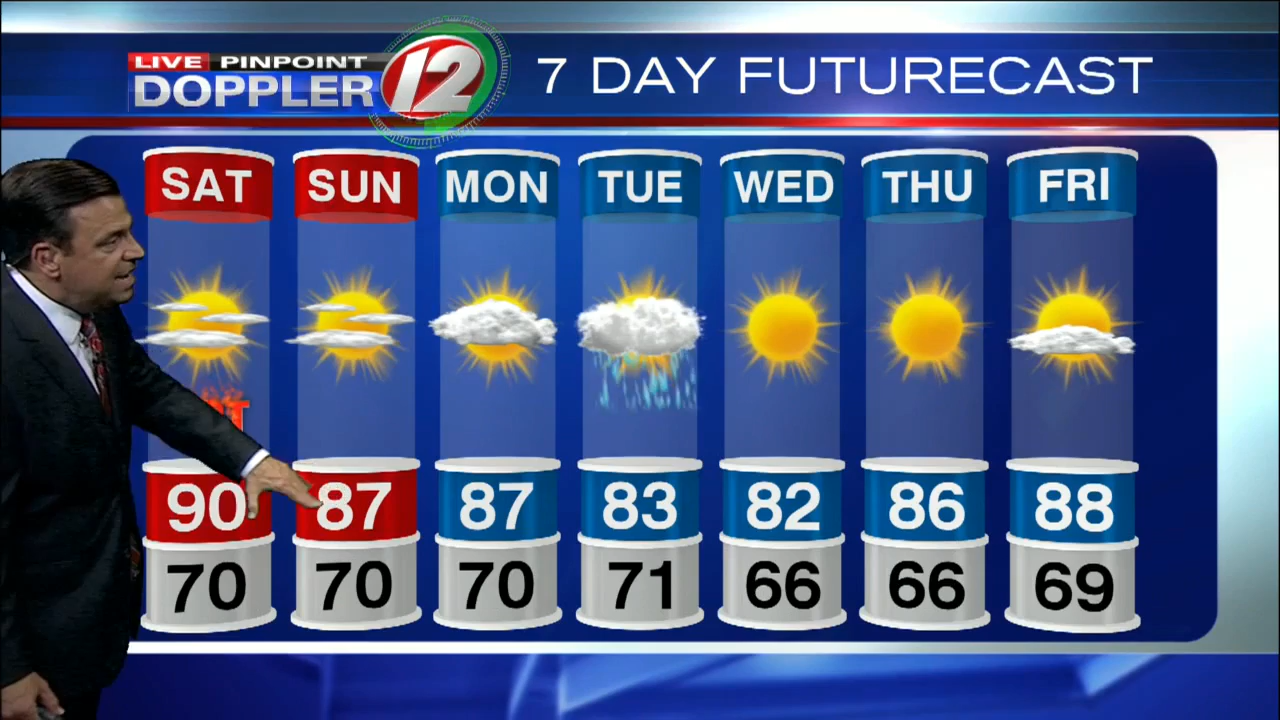 LIVE PINPOINT
DOPPLER 12
7 DAY FUTURECAST
SAT SUN MON TUE WED THU FRI
90 87 87 83 82 86 88
70 70 70 71 66 66 69